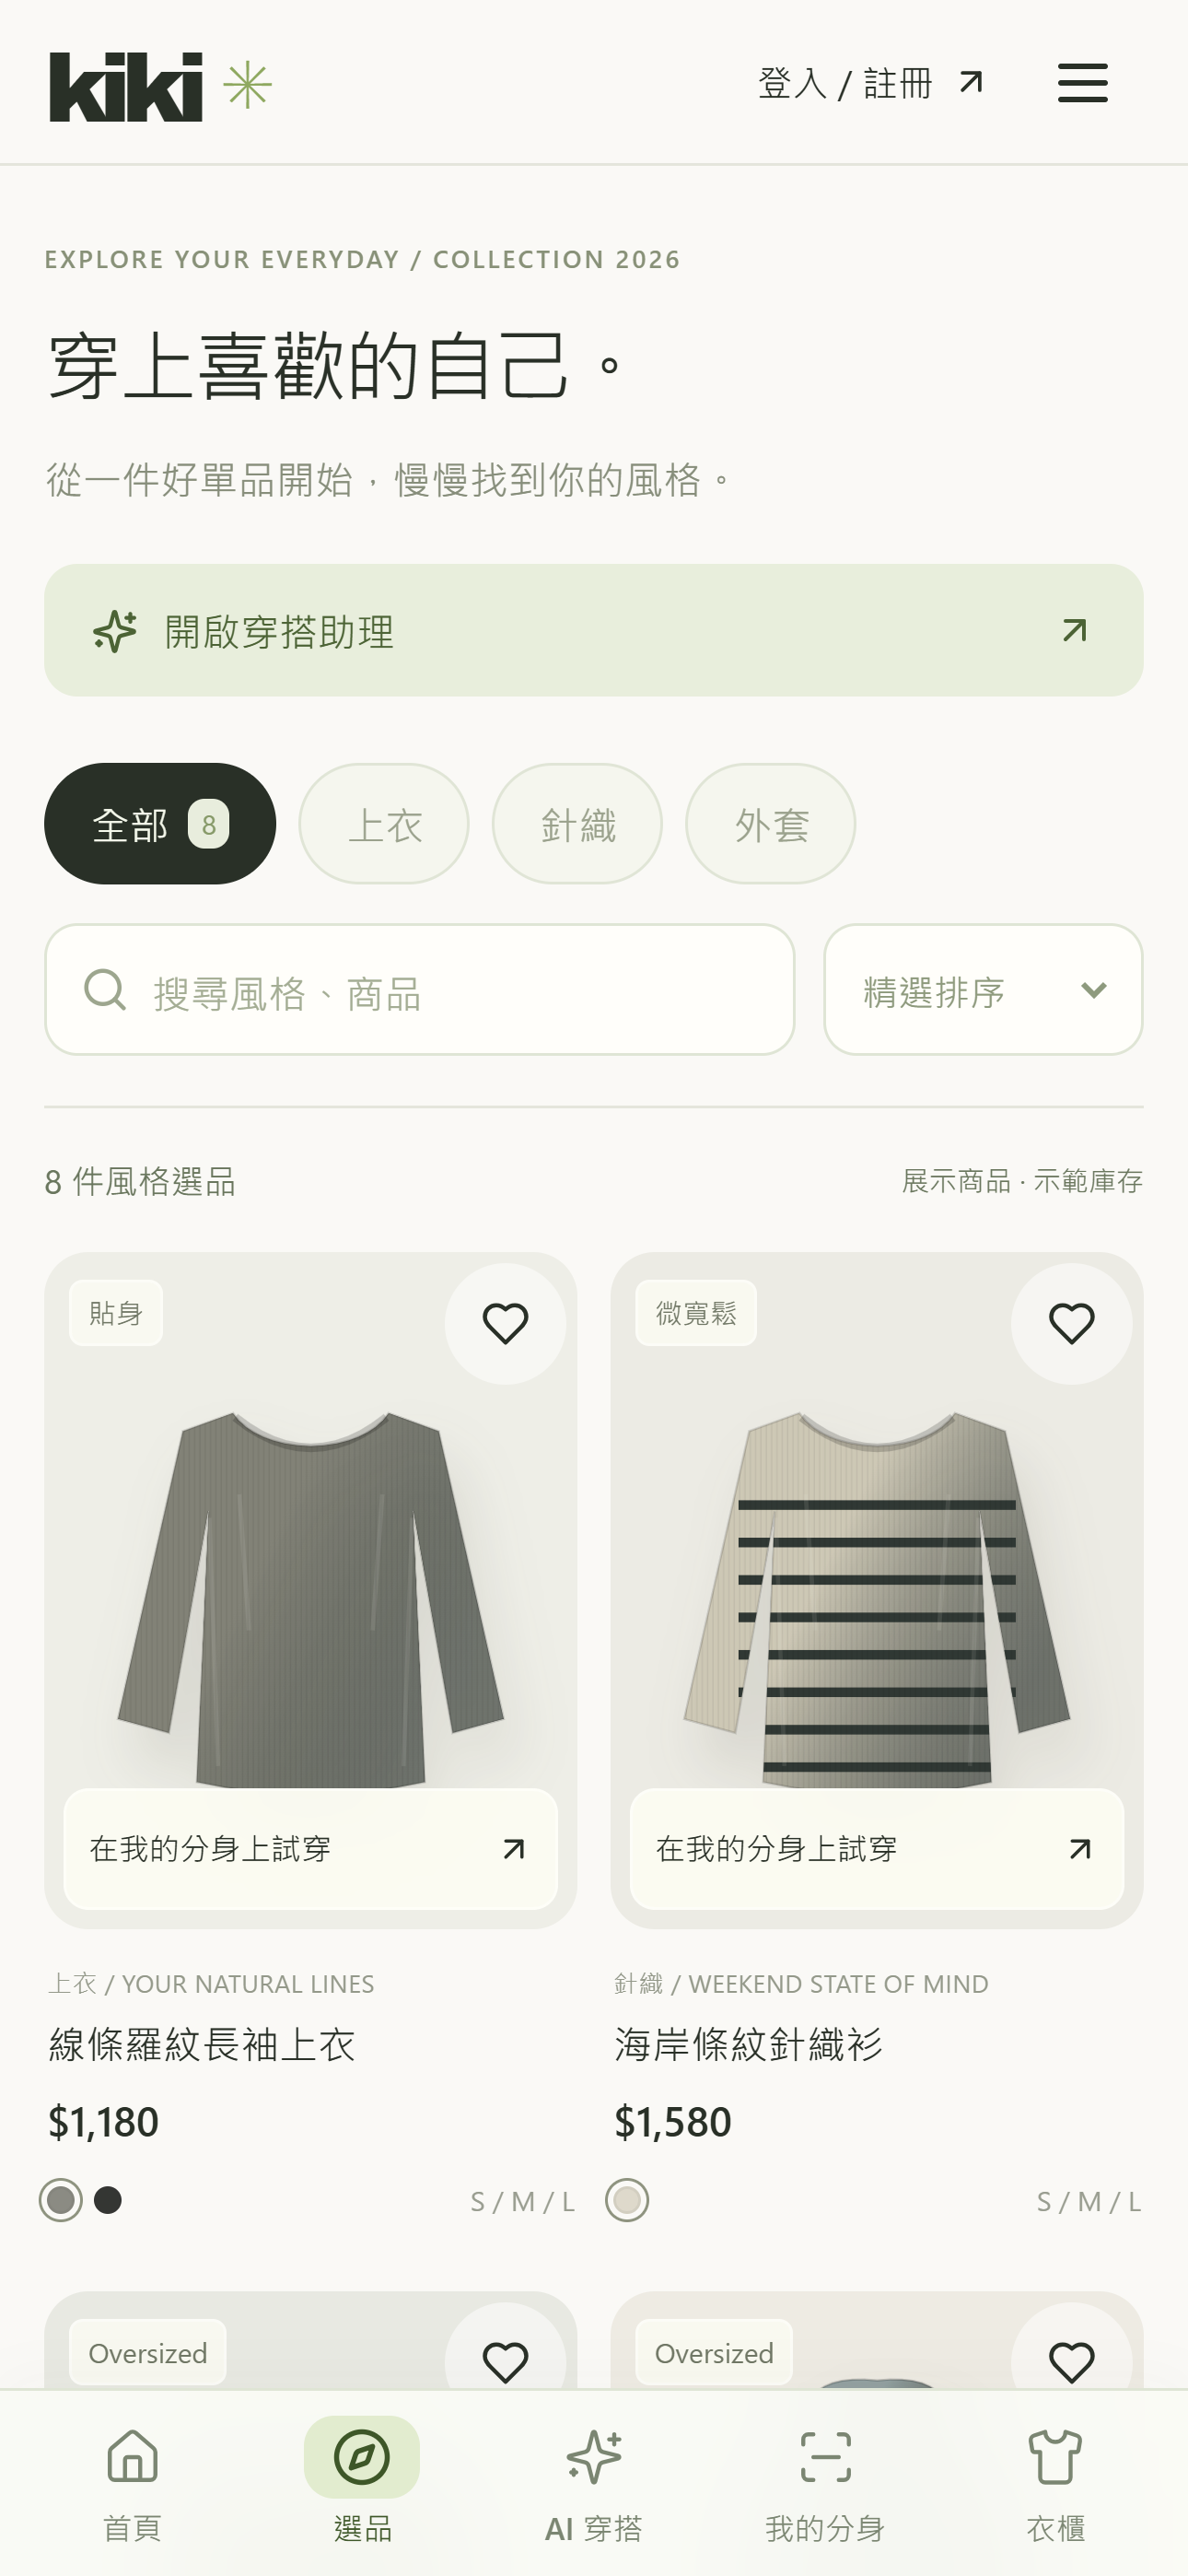 kiki
登入 / 註冊
EXPLORE YOUR EVERYDAY / COLLECTION 2026
穿上喜歡的自己。
從一件好單品開始，慢慢找到你的風格。
開啟穿搭助理
全部 8 上衣 針織 外套
搜尋風格、商品 精選排序
8 件風格選品 展示商品 · 示範庫存
貼身 微寬鬆
在我的分身上試穿 在我的分身上試穿
上衣 / YOUR NATURAL LINES 針織 / WEEKEND STATE OF MIND
線條羅紋長袖上衣 海岸條紋針織衫
$1,180 $1,580
S / M / L S / M / L
Oversized Oversized
首頁 選品 AI 穿搭 我的分身 衣櫃